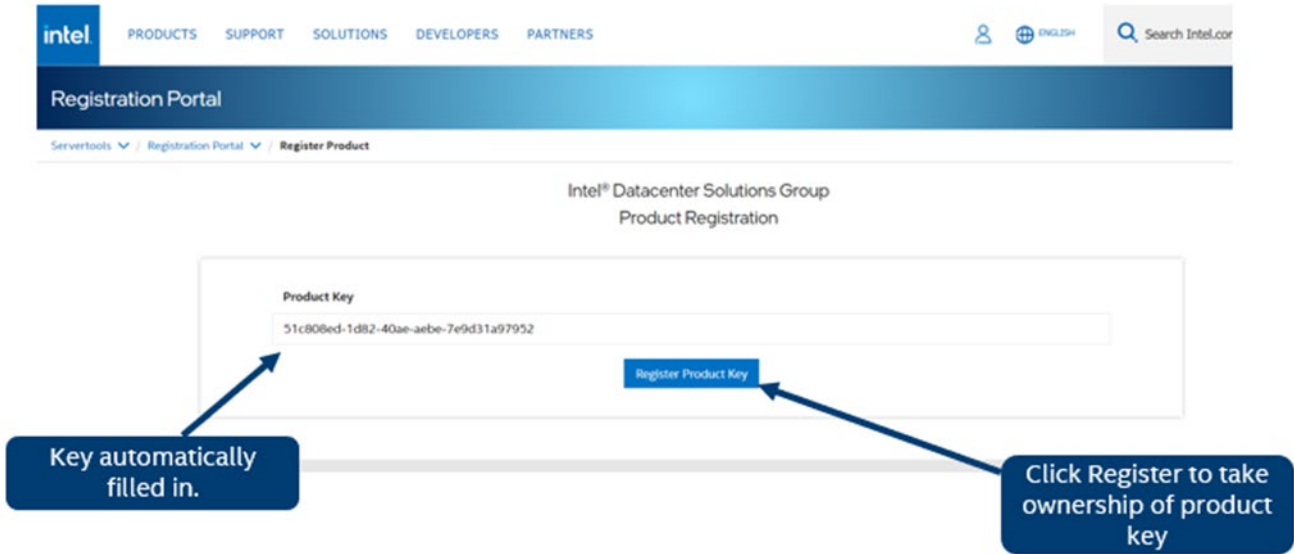 intel. PRODUCTS SUPPORT SOLUTIONS DEVELOPERS PARTNERS ENGLISH Search Intel.cor
Registration Portal
Servertools / Registration Portal / Register Product
Intel® Datacenter Solutions Group
Product Registration
Product Key
51c808ed-1d82-40ae-aebe-7e9d31a97952
Register Product Key
Key automatically
filled in.
Click Register to take
ownership of product
key